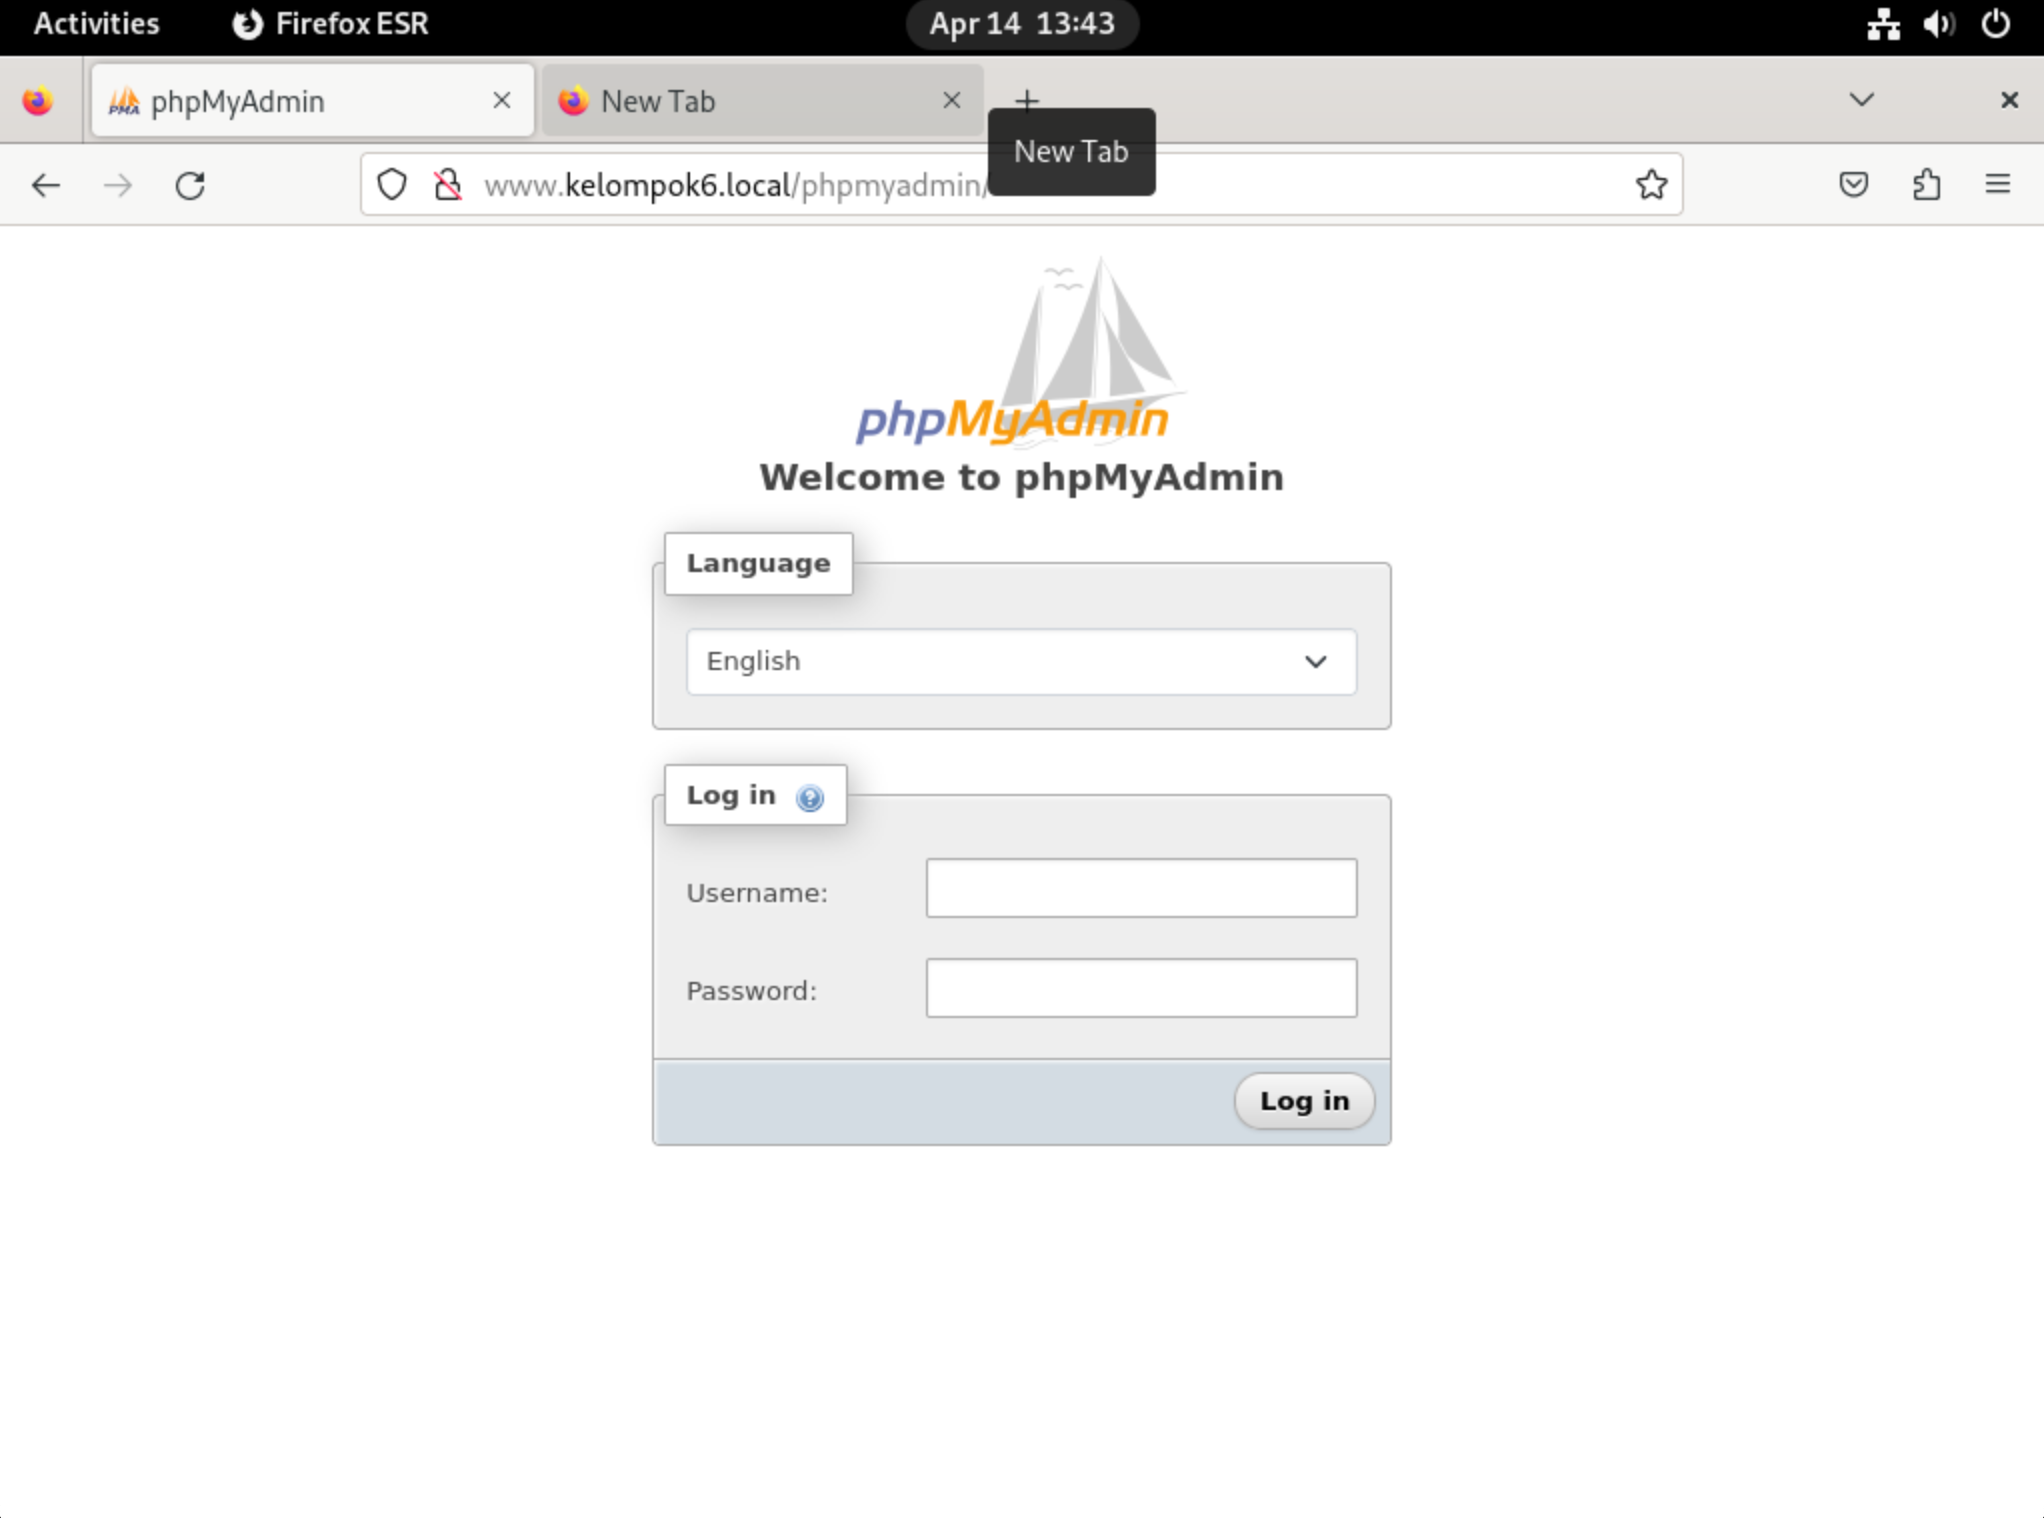 Activities Firefox ESR Apr 14 13:43
PMA phpMyAdmin New Tab
New Tab
www.kelompok6.local/phpmyadmin/
phpMyAdmin
Welcome to phpMyAdmin
Language
English
Log in
Username:
Password:
Log in